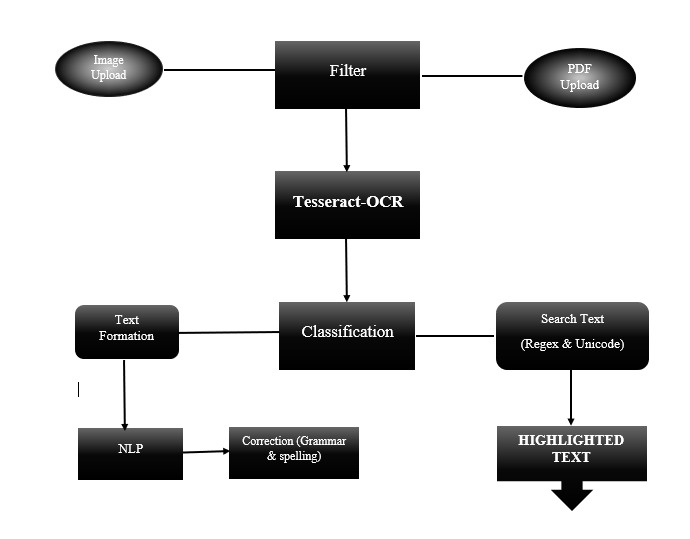 Image
Upload
Filter
PDF
Upload
Tesseract-OCR
Text
Formation
Classification
Search Text
(Regex & Unicode)
NLP
Correction (Grammar
& spelling)
HIGHLIGHTED
TEXT